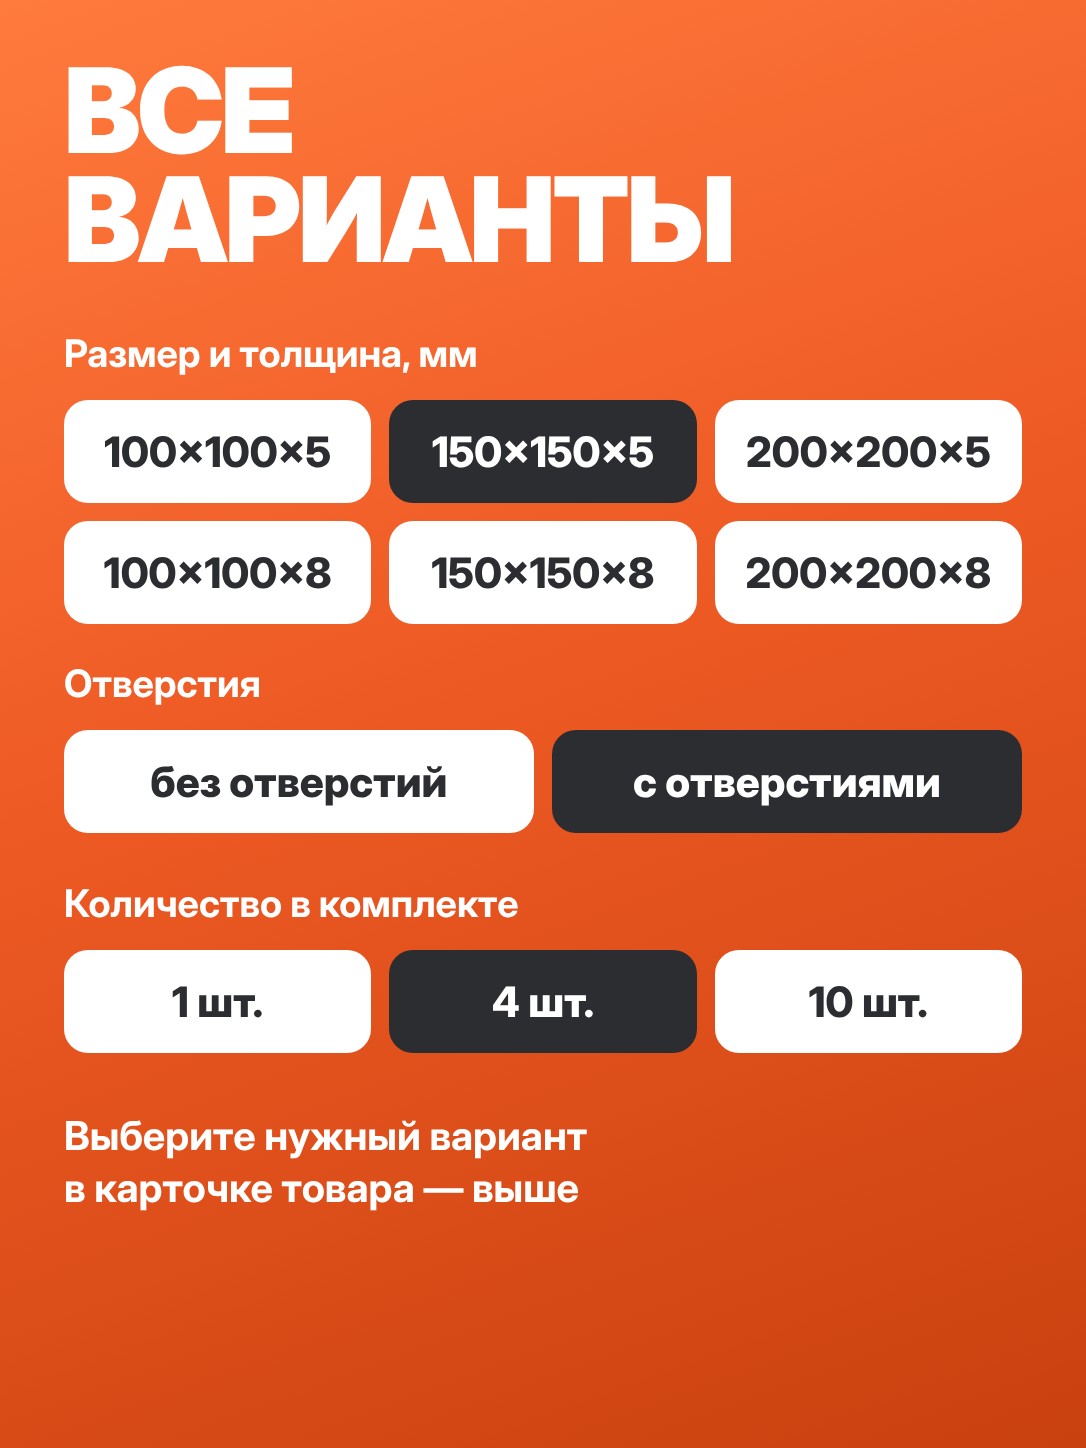 ВСЕ
ВАРИАНТЫ
Размер и толщина, мм
100×100×5 150×150×5 200×200×5
100×100×8 150×150×8 200×200×8
Отверстия
без отверстий с отверстиями
Количество в комплекте
1 шт. 4 шт. 10 шт.
Выберите нужный вариант
в карточке товара — выше